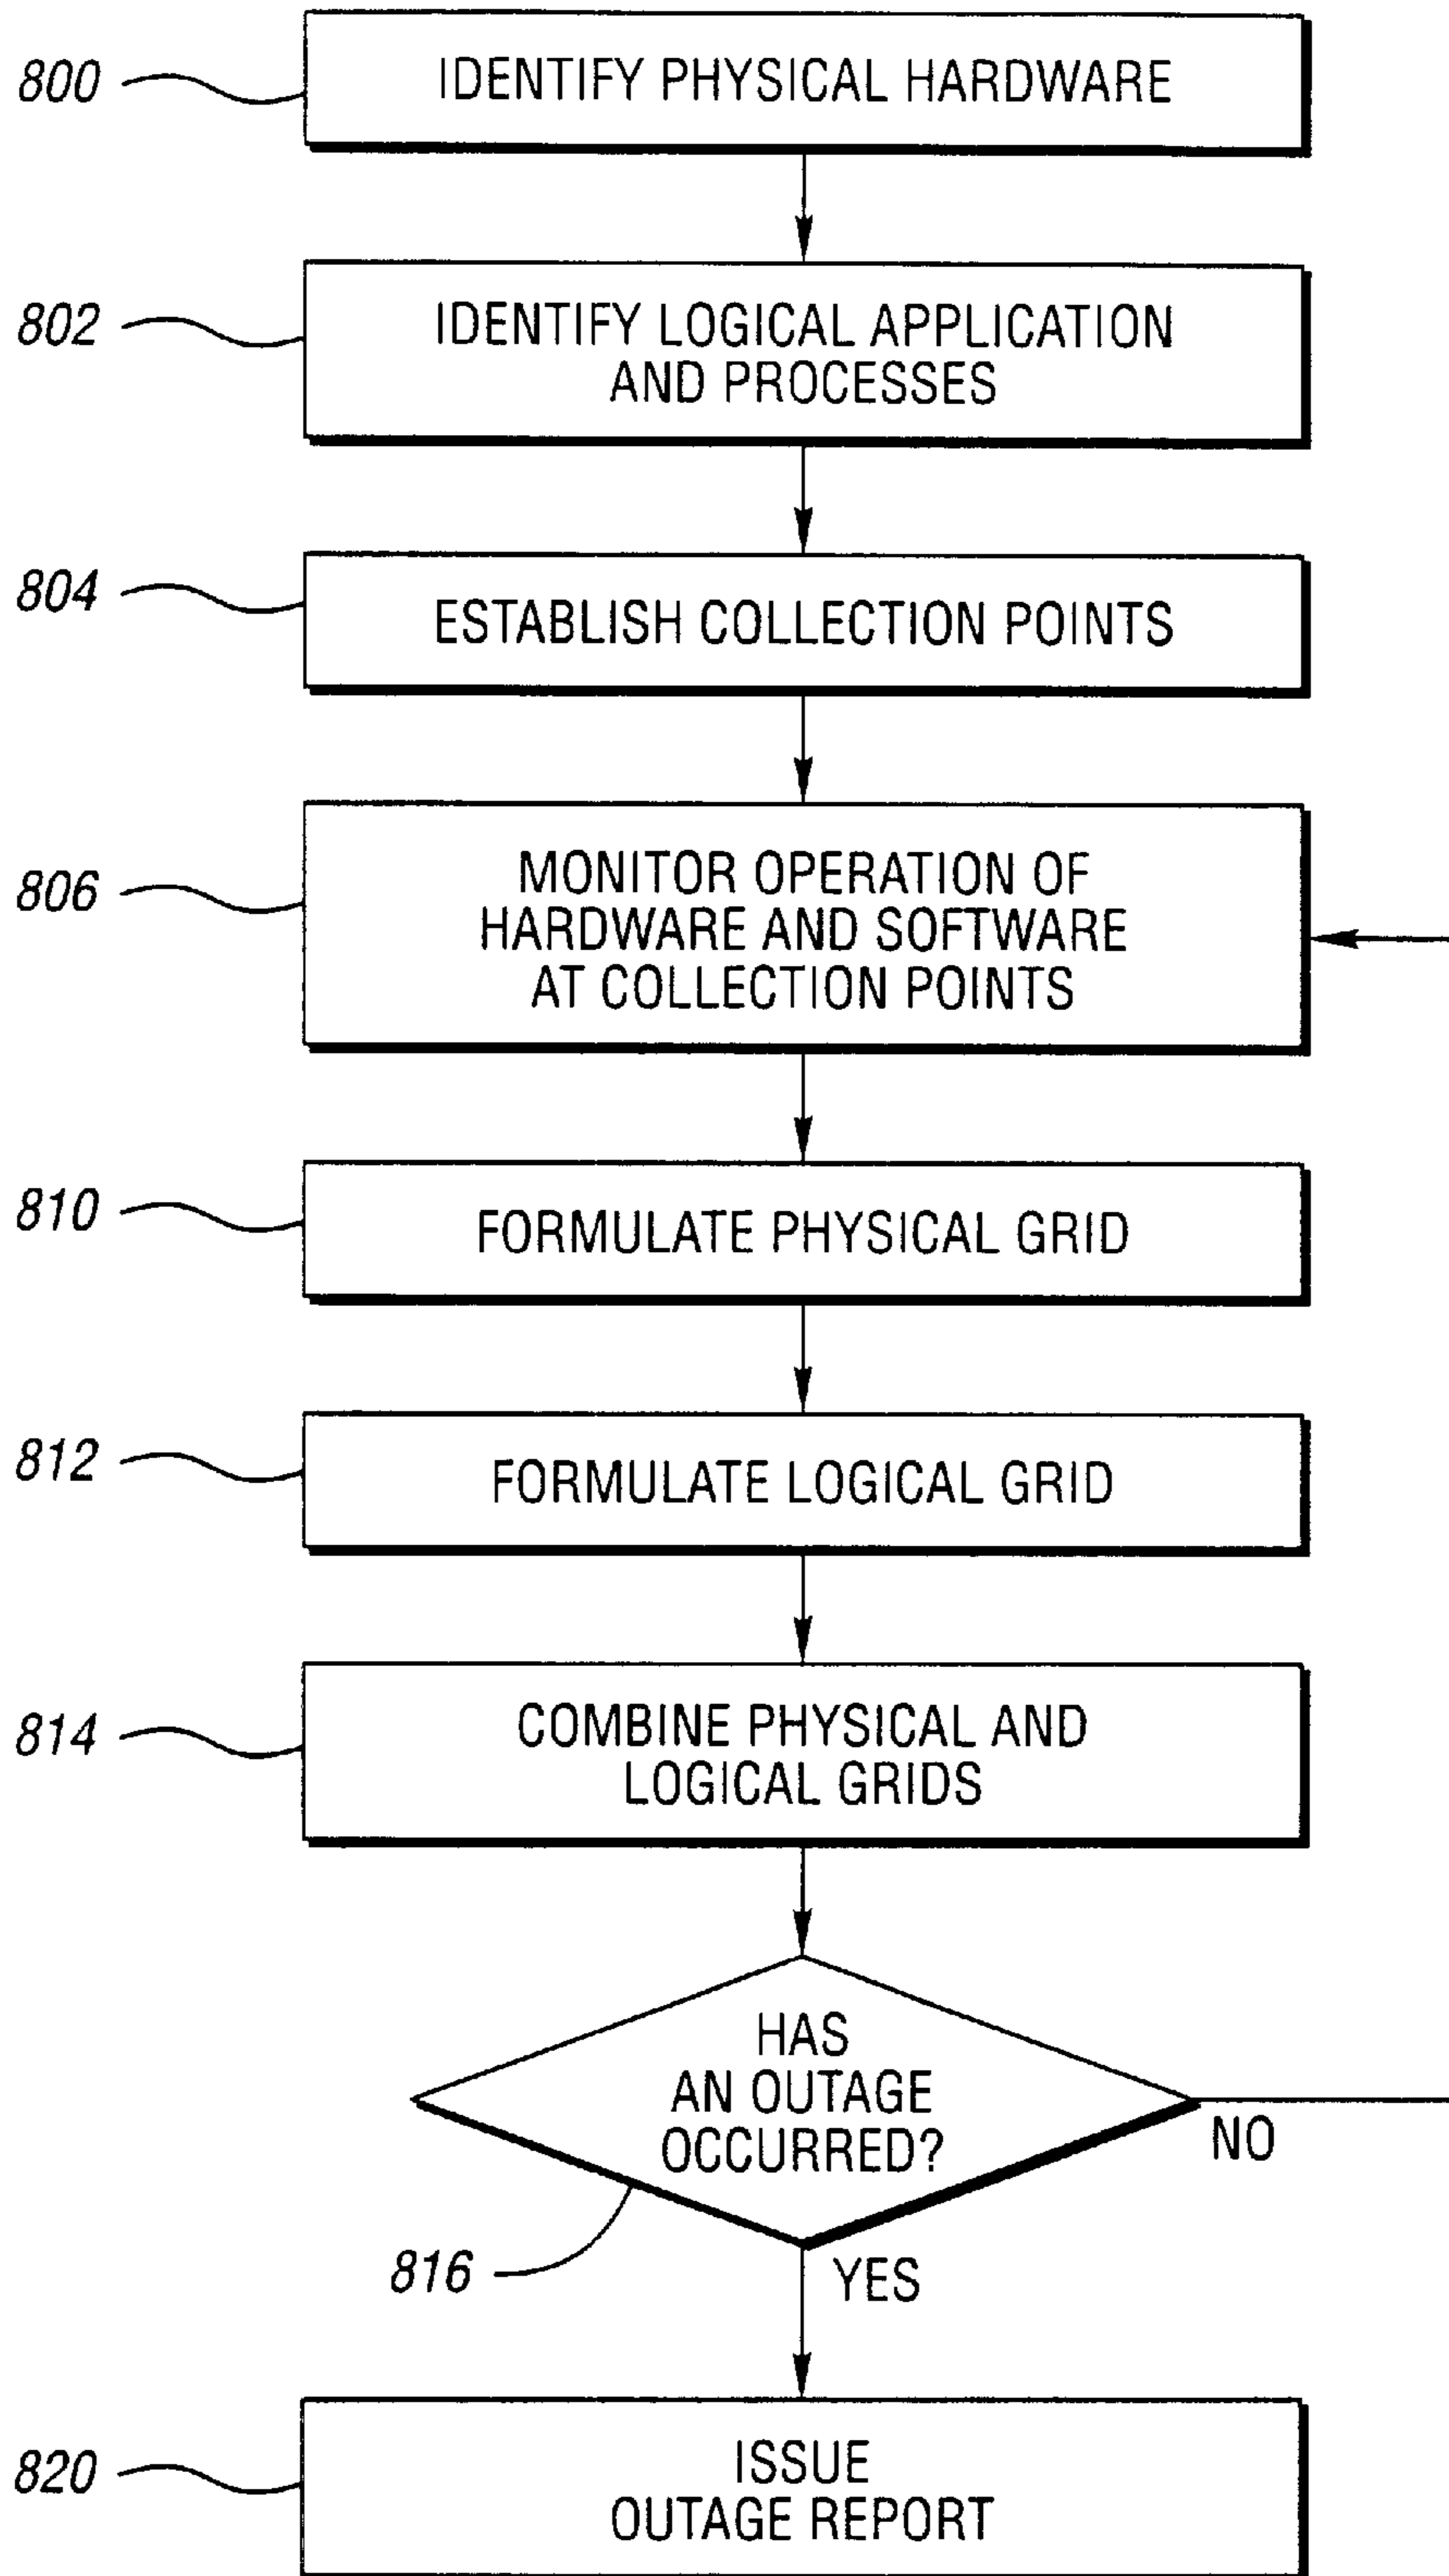 800
IDENTIFY PHYSICAL HARDWARE
802
IDENTIFY LOGICAL APPLICATION
AND PROCESSES
804
ESTABLISH COLLECTION POINTS
806
MONITOR OPERATION OF
HARDWARE AND SOFTWARE
AT COLLECTION POINTS
810
FORMULATE PHYSICAL GRID
812
FORMULATE LOGICAL GRID
814
COMBINE PHYSICAL AND
LOGICAL GRIDS
HAS
AN OUTAGE
OCCURRED?
NO
816
YES
820
ISSUE
OUTAGE REPORT